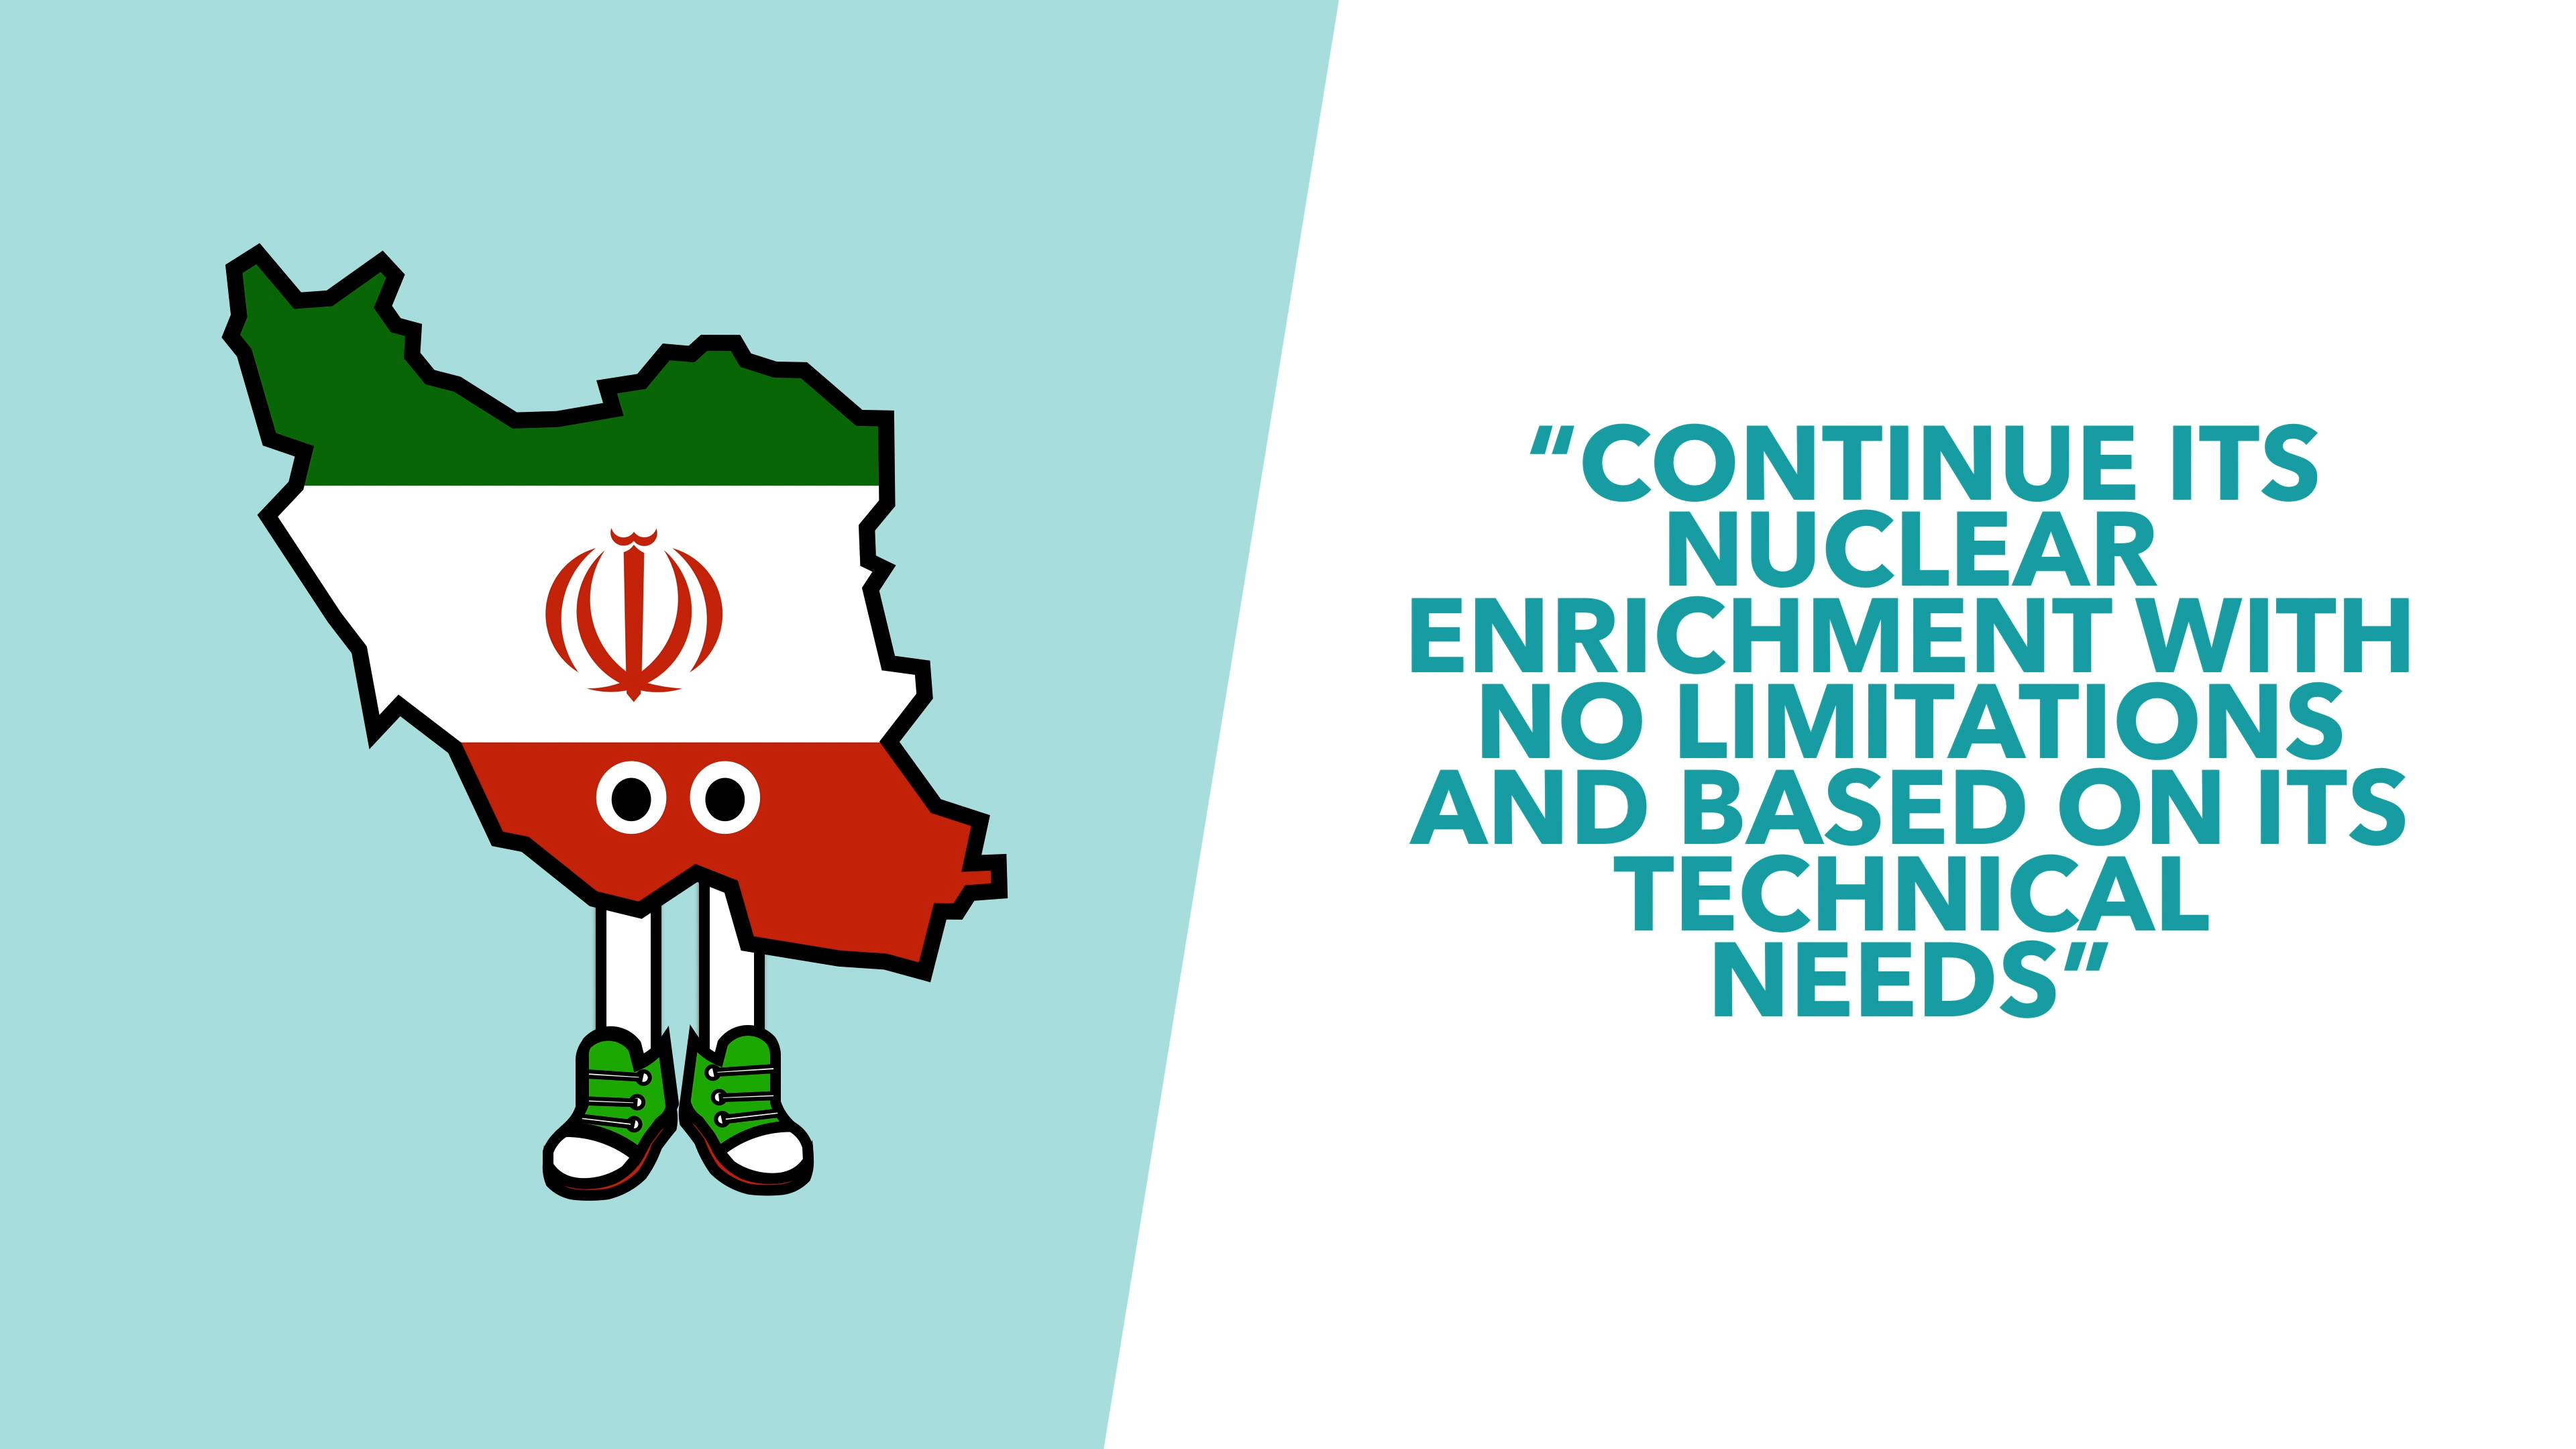 “CONTINUE ITS
NUCLEAR
ENRICHMENT WITH
NO LIMITATIONS
AND BASED ON ITS
TECHNICAL
NEEDS“